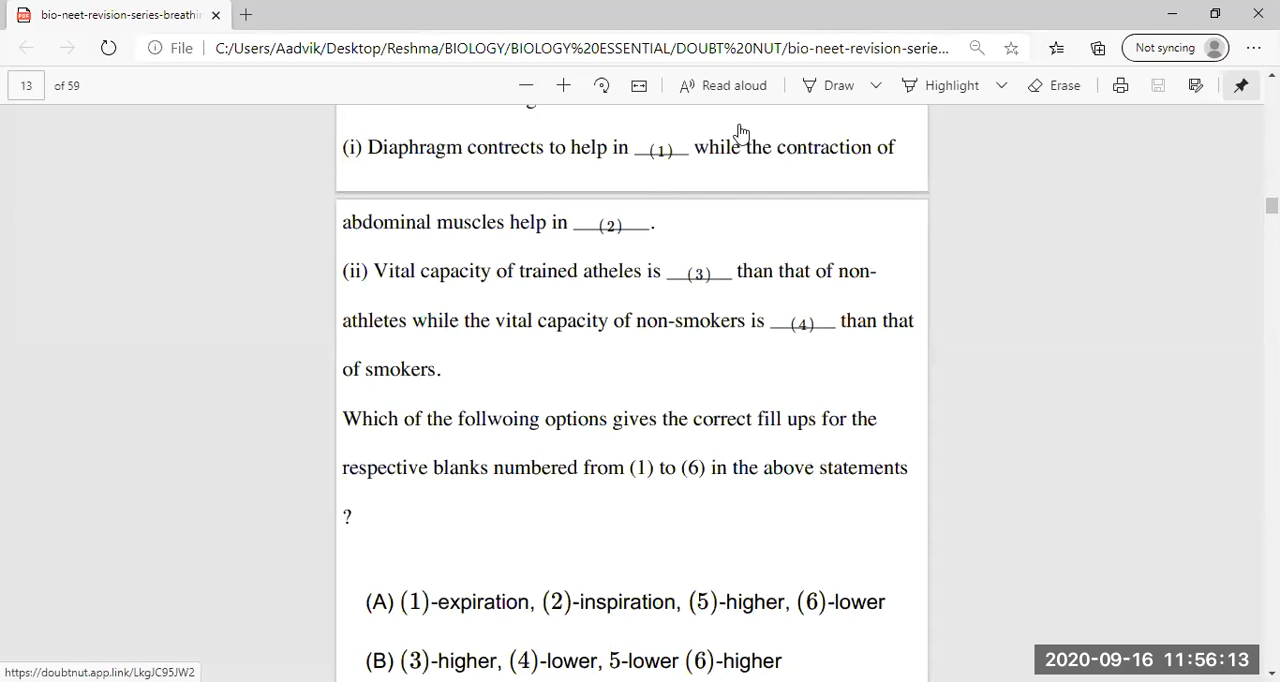 bio-neet-revision-series-breathi
File C:/Users/Aadvik/Desktop/Reshma/BIOLOGY/BIOLOGY%20ESSENTIAL/DOUBT%20NUT/bio-neet-revision-serie... Not syncing
13 of 59 Read aloud Draw Highlight Erase
(i) Diaphragm contrects to help in __(1)__ while the contraction of
abdominal muscles help in ___(2)___.
(ii) Vital capacity of trained atheles is __(3)__ than that of non-
athletes while the vital capacity of non-smokers is __(4)__ than that
of smokers.
Which of the follwoing options gives the correct fill ups for the
respective blanks numbered from (1) to (6) in the above statements
?
(A) (1)-expiration, (2)-inspiration, (5)-higher, (6)-lower
(B) (3)-higher, (4)-lower, 5-lower (6)-higher
https://doubtnut.app.link/LkgJC95JW2
2020-09-16 11:56:13